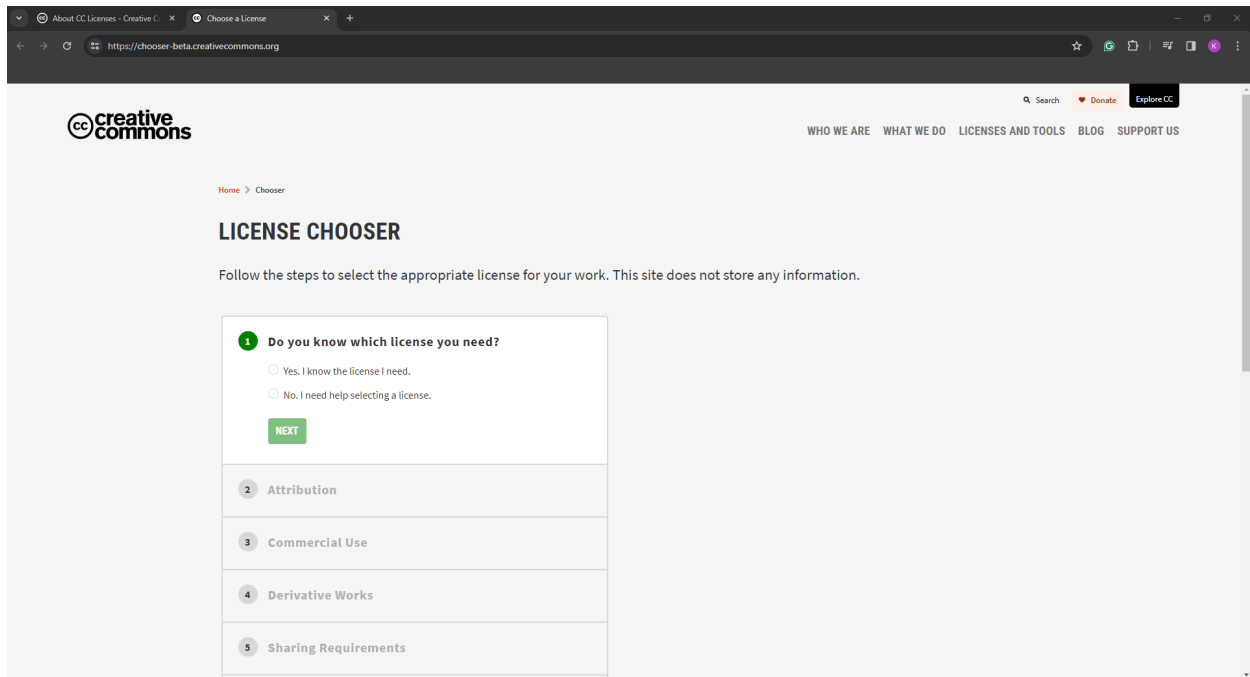 About CC Licenses - Creative C
Choose a License
https://chooser-beta.creativecommons.org
G
K
Search
Donate
Explore CC
cc creative
commons
WHO WE ARE WHAT WE DO LICENSES AND TOOLS BLOG SUPPORT US
Home > Chooser
LICENSE CHOOSER
Follow the steps to select the appropriate license for your work. This site does not store any information.
1 Do you know which license you need?
Yes. I know the license I need.
No. I need help selecting a license.
NEXT
2 Attribution
3 Commercial Use
4 Derivative Works
5 Sharing Requirements